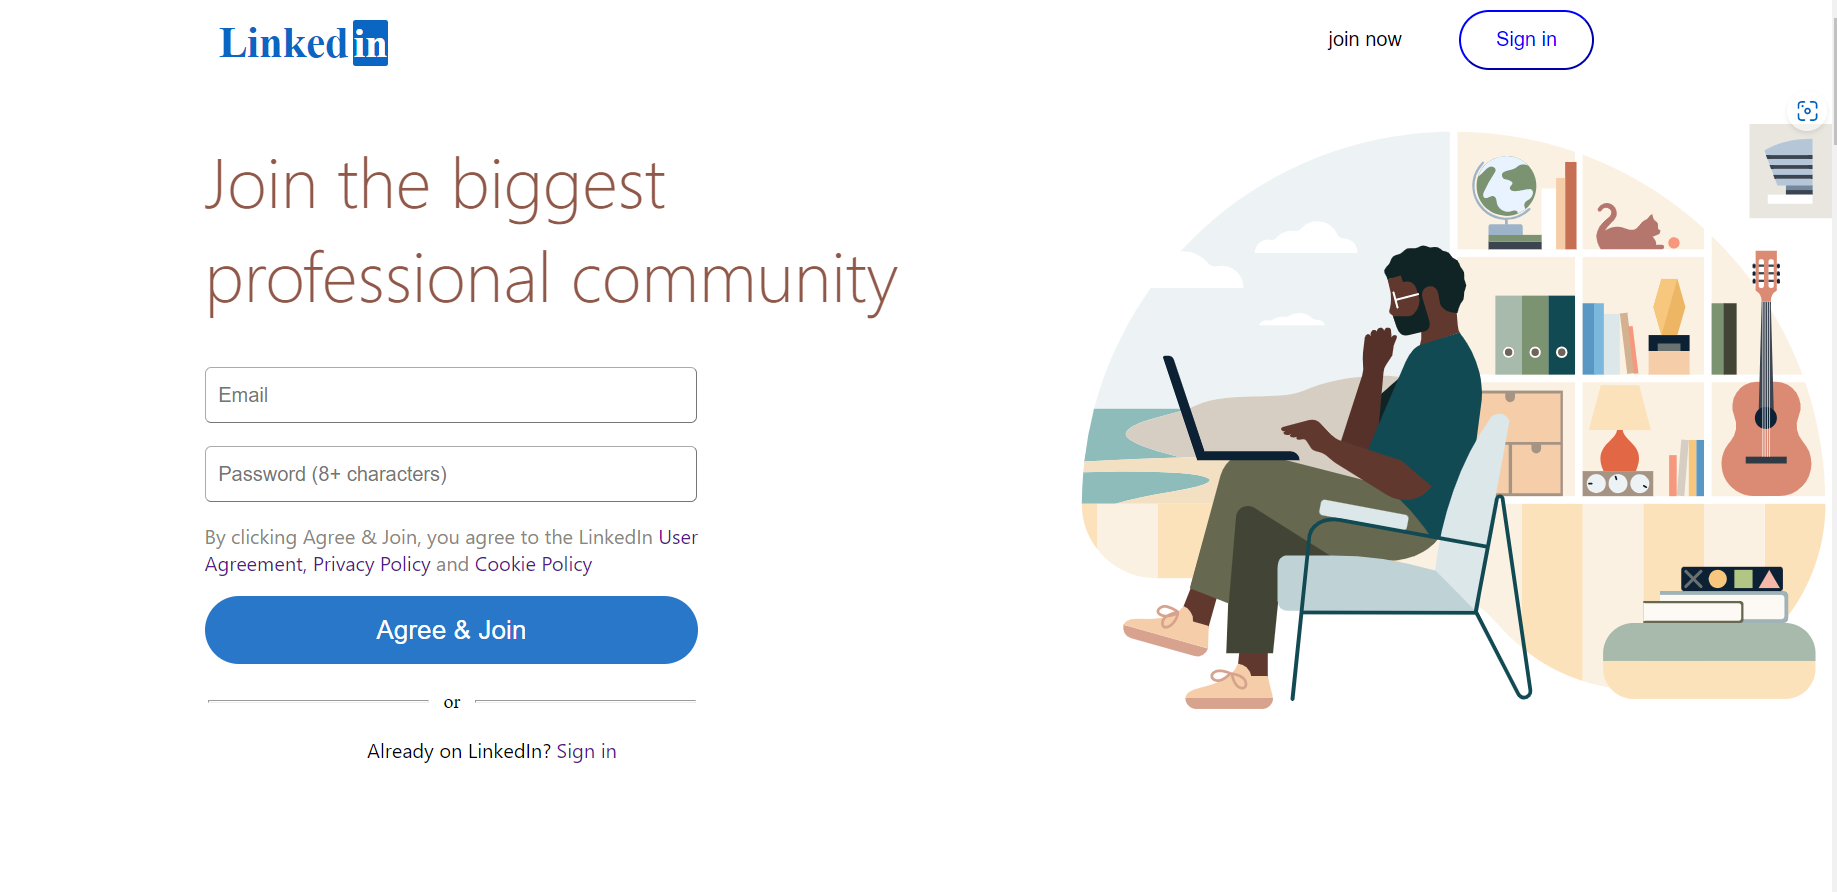 Linkedin
join now
Sign in
Join the biggest
professional community
Email
Password (8+ characters)
By clicking Agree & Join, you agree to the LinkedIn User
Agreement, Privacy Policy and Cookie Policy
Agree & Join
or
Already on LinkedIn? Sign in